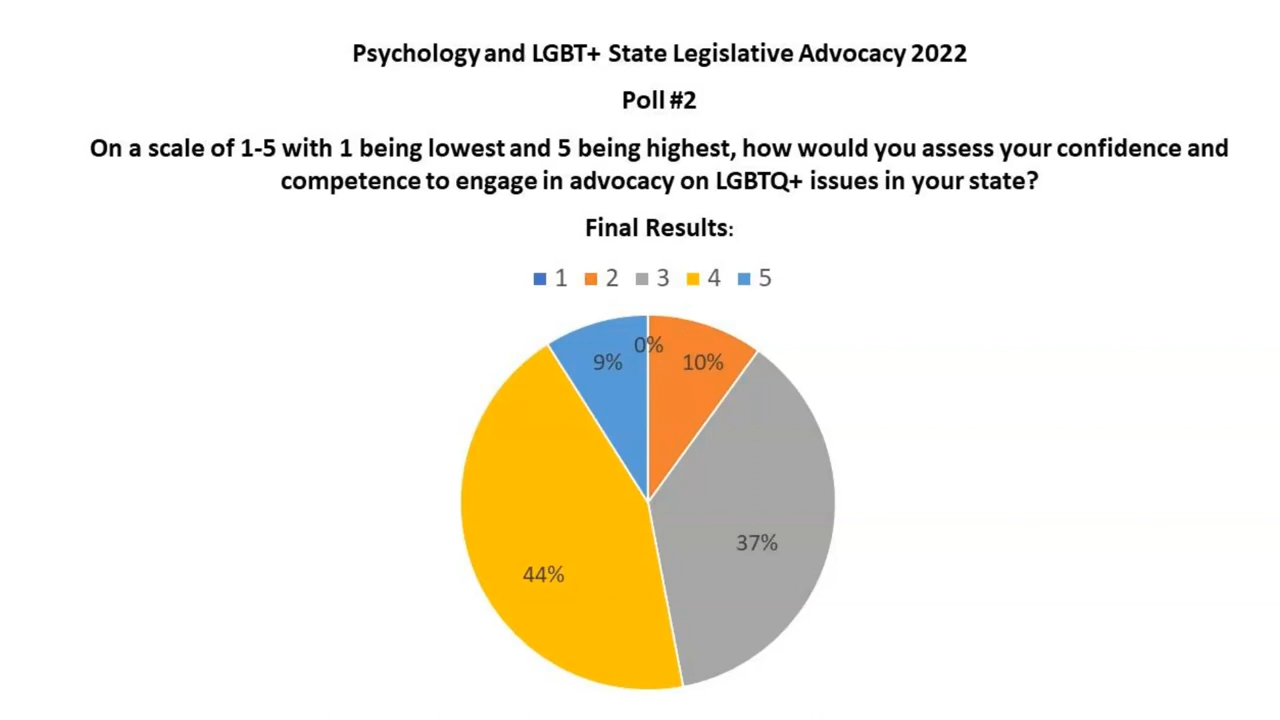 Psychology and LGBT+ State Legislative Advocacy 2022
Poll #2
On a scale of 1-5 with 1 being lowest and 5 being highest, how would you assess your confidence and
competence to engage in advocacy on LGBTQ+ issues in your state?
Final Results:
1 2 3 4 5
0%
9% 10%
37%
44%